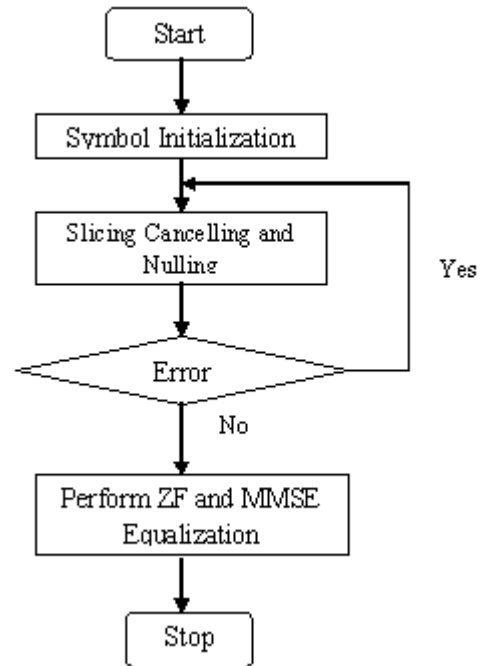 Start
Symbol Initialization
Slicing Cancelling and
Nulling
Yes
Error
No
Perform ZF and MMSE
Equalization
Stop